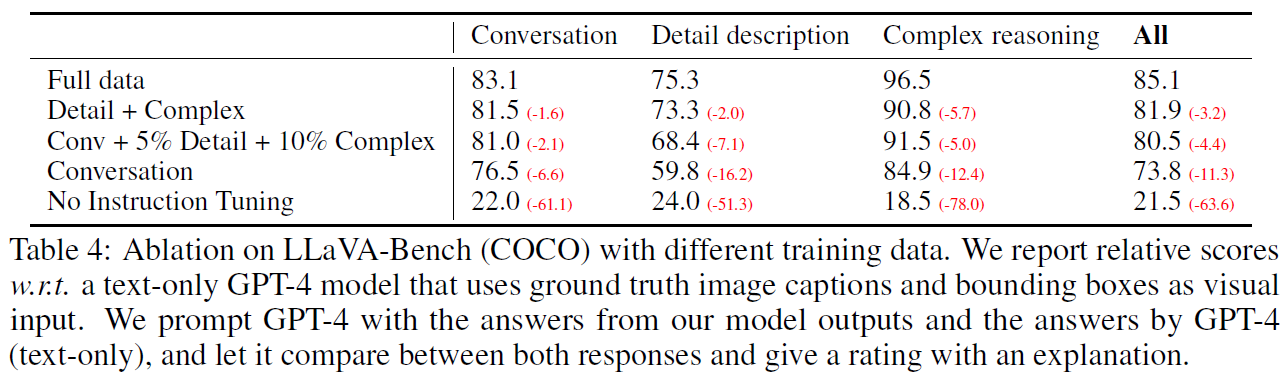 Conversation Detail description Complex reasoning All
Full data 83.1 75.3 96.5 85.1
Detail + Complex 81.5 (-1.6) 73.3 (-2.0) 90.8 (-5.7) 81.9 (-3.2)
Conv + 5% Detail + 10% Complex 81.0 (-2.1) 68.4 (-7.1) 91.5 (-5.0) 80.5 (-4.4)
Conversation 76.5 (-6.6) 59.8 (-16.2) 84.9 (-12.4) 73.8 (-11.3)
No Instruction Tuning 22.0 (-61.1) 24.0 (-51.3) 18.5 (-78.0) 21.5 (-63.6)
Table 4: Ablation on LLaVA-Bench (COCO) with different training data. We report relative scores
w.r.t. a text-only GPT-4 model that uses ground truth image captions and bounding boxes as visual
input. We prompt GPT-4 with the answers from our model outputs and the answers by GPT-4
(text-only), and let it compare between both responses and give a rating with an explanation.